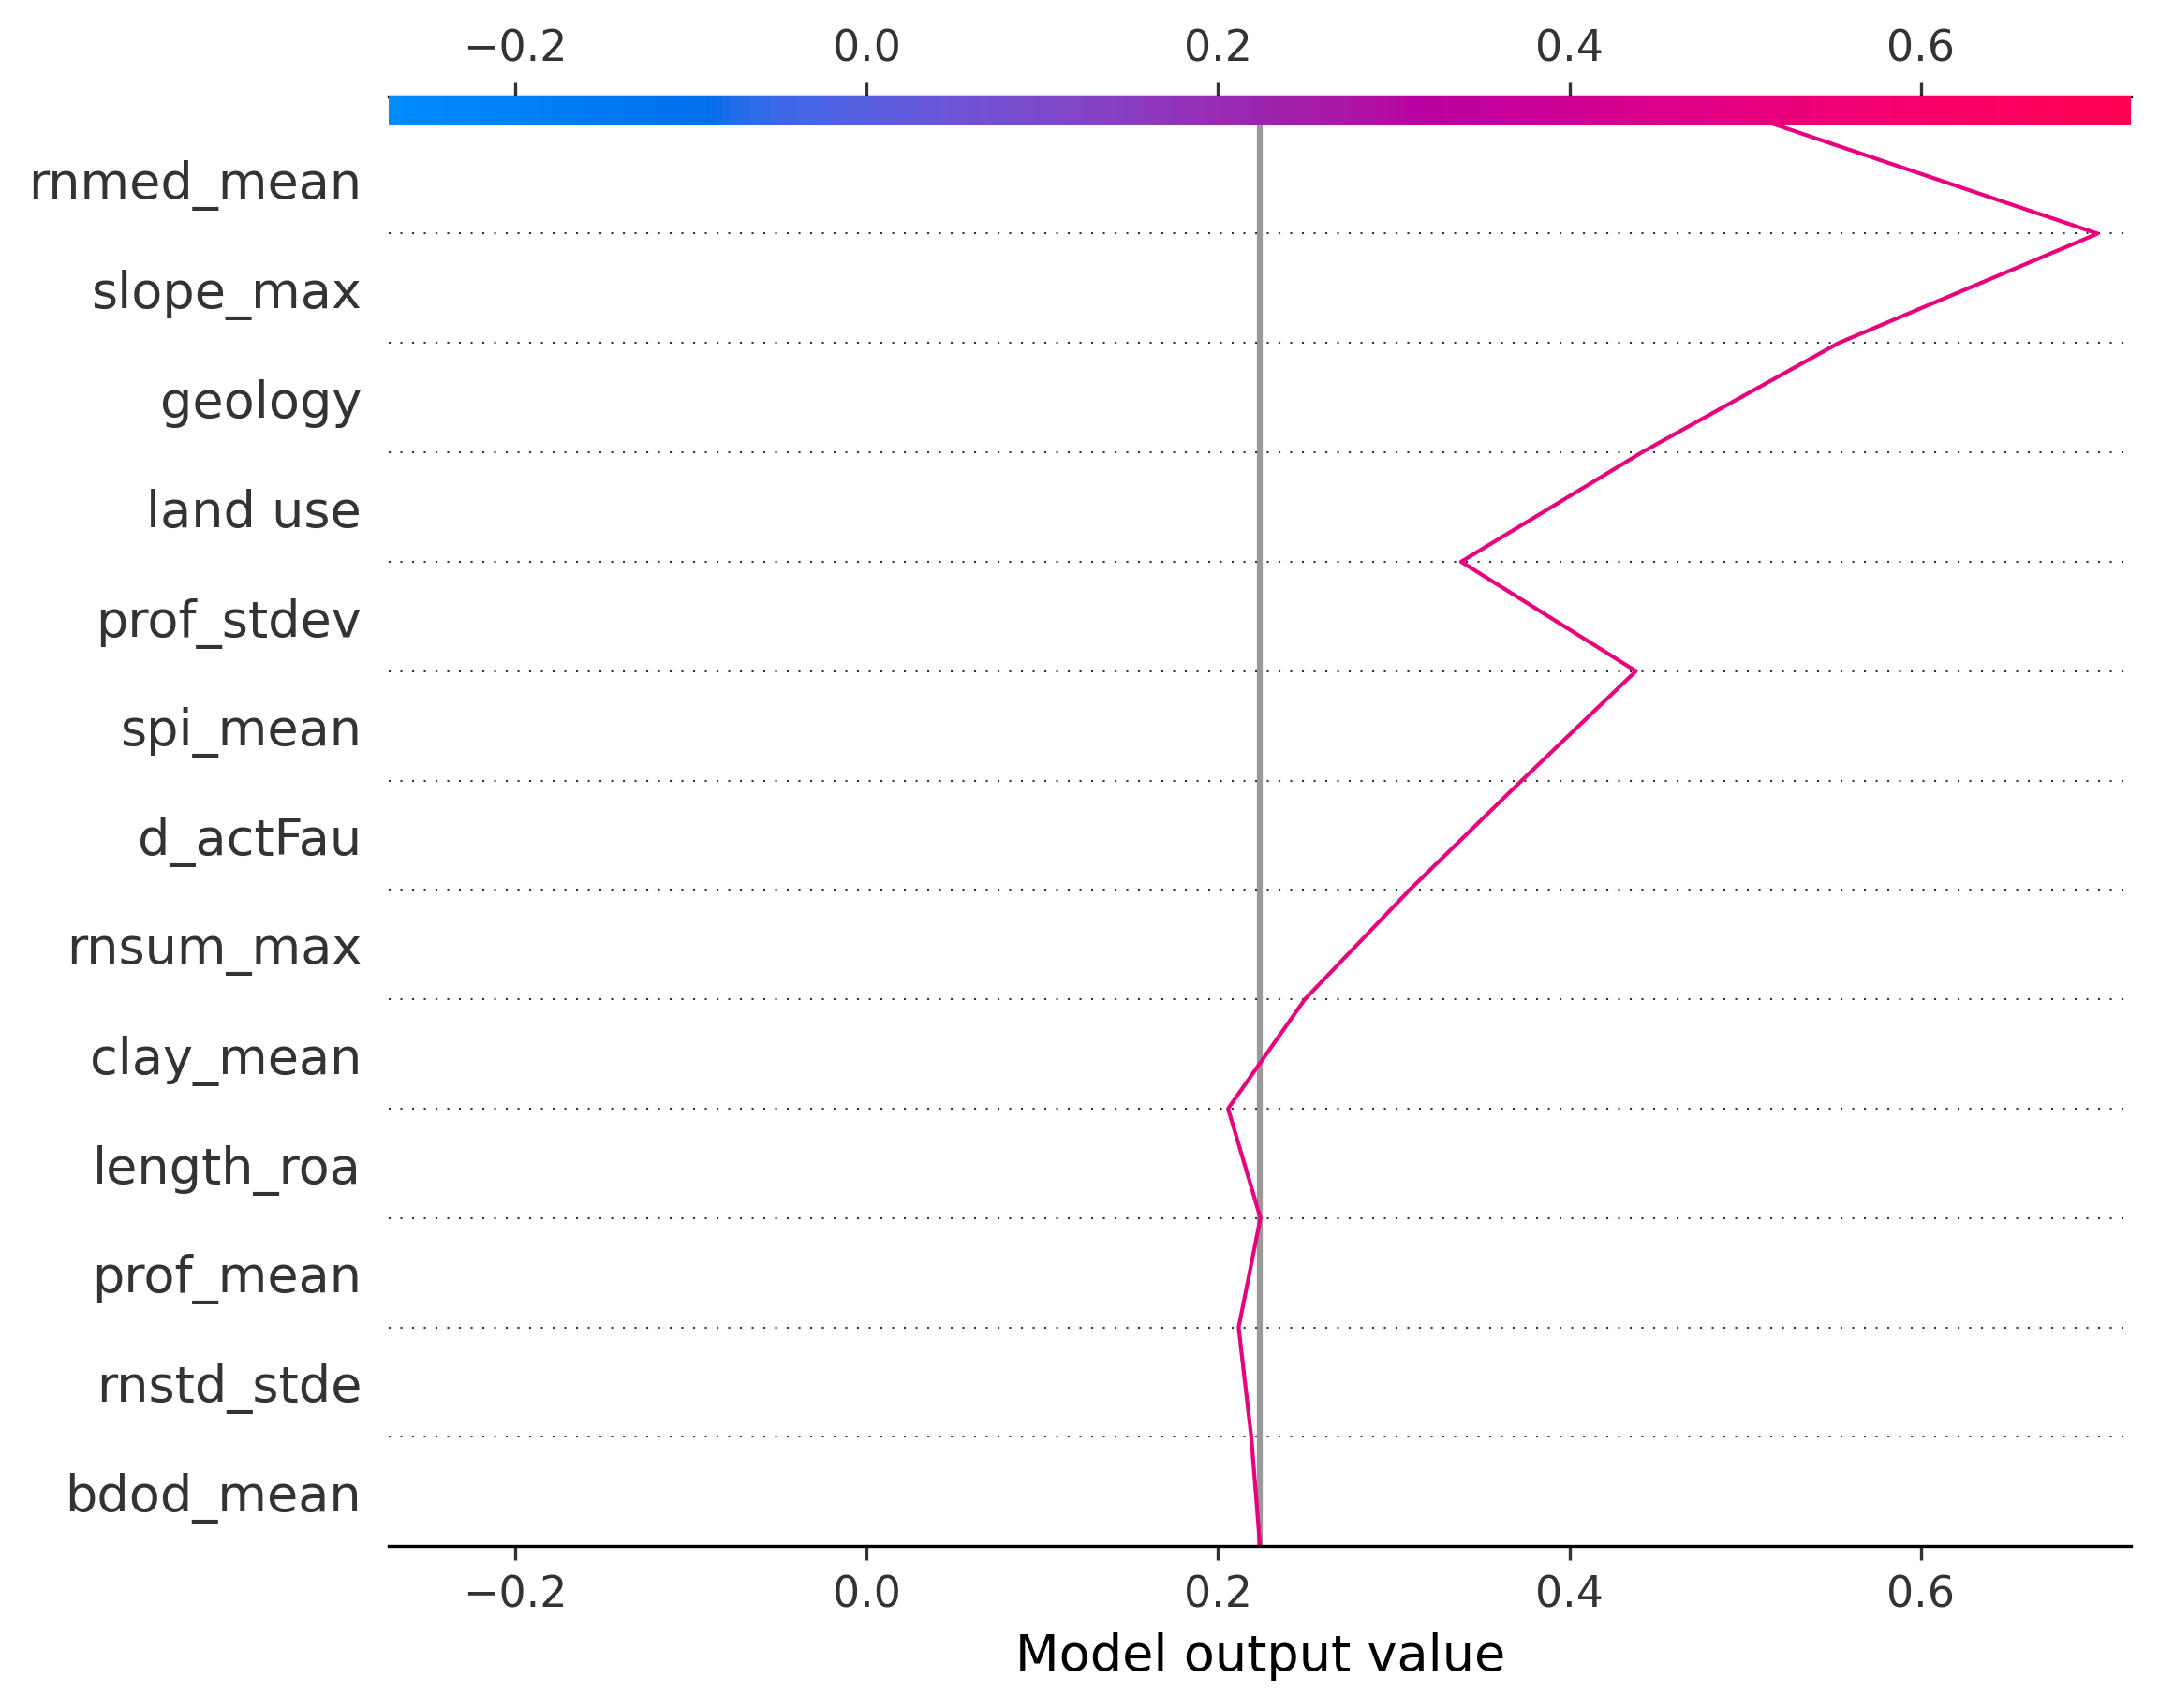 −0.2 0.0 0.2 0.4 0.6
rnmed_mean
slope_max
geology
land use
prof_stdev
spi_mean
d_actFau
rnsum_max
clay_mean
length_roa
prof_mean
rnstd_stde
bdod_mean
−0.2 0.0 0.2 0.4 0.6
Model output value